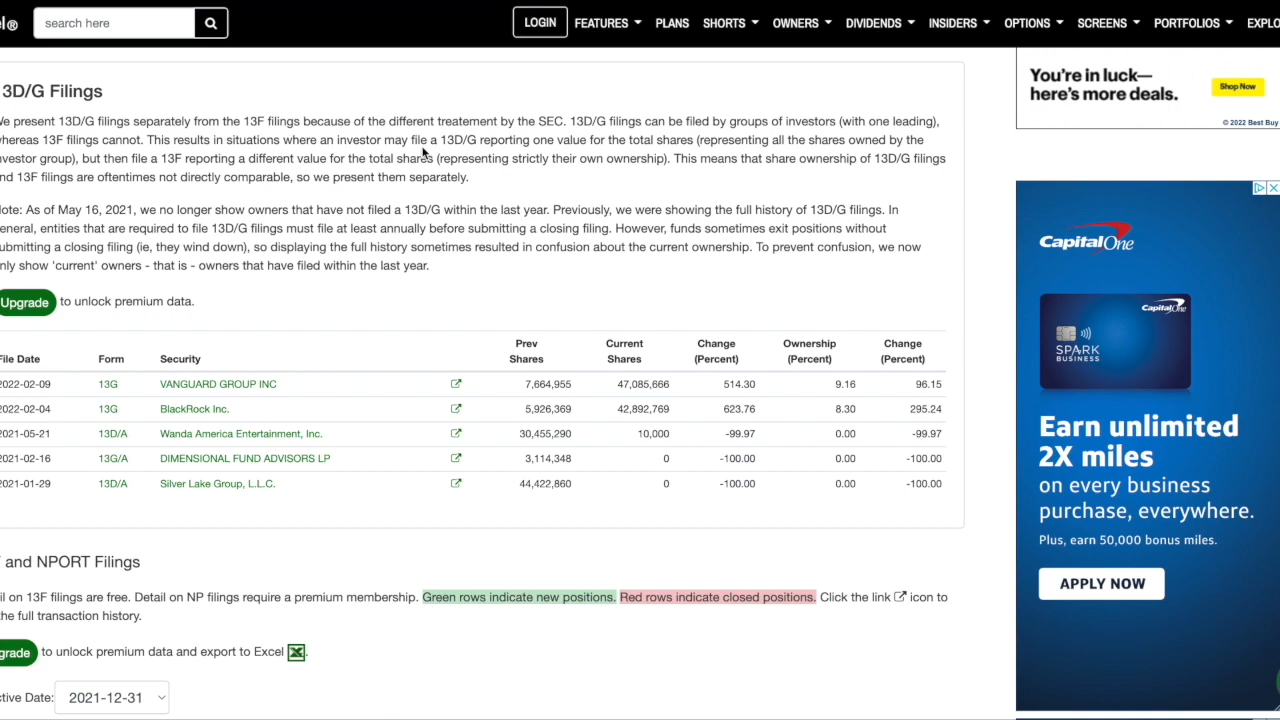 el®
search here
LOGIN
FEATURES
PLANS
SHORTS
OWNERS
DIVIDENDS
INSIDERS
OPTIONS
SCREENS
PORTFOLIOS
EXPLO
3D/G Filings
We present 13D/G filings separately from the 13F filings because of the different treatement by the SEC. 13D/G filings can be filed by groups of investors (with one leading),
whereas 13F filings cannot. This results in situations where an investor may file a 13D/G reporting one value for the total shares (representing all the shares owned by the
nvestor group), but then file a 13F reporting a different value for the total shares (representing strictly their own ownership). This means that share ownership of 13D/G filings
nd 13F filings are oftentimes not directly comparable, so we present them separately.
lote: As of May 16, 2021, we no longer show owners that have not filed a 13D/G within the last year. Previously, we were showing the full history of 13D/G filings. In
eneral, entities that are required to file 13D/G filings must file at least annually before submitting a closing filing. However, funds sometimes exit positions without
ubmitting a closing filing (ie, they wind down), so displaying the full history sometimes resulted in confusion about the current ownership. To prevent confusion, we now
nly show 'current' owners - that is - owners that have filed within the last year.
Upgrade to unlock premium data.
File Date Form Security Prev Shares Current Shares Change (Percent) Ownership (Percent) Change (Percent)
2022-02-09 13G VANGUARD GROUP INC 7,664,955 47,085,666 514.30 9.16 96.15
2022-02-04 13G BlackRock Inc. 5,926,369 42,892,769 623.76 8.30 295.24
2021-05-21 13D/A Wanda America Entertainment, Inc. 30,455,290 10,000 -99.97 0.00 -99.97
2021-02-16 13G/A DIMENSIONAL FUND ADVISORS LP 3,114,348 0 -100.00 0.00 -100.00
2021-01-29 13D/A Silver Lake Group, L.L.C. 44,422,860 0 -100.00 0.00 -100.00
and NPORT Filings
il on 13F filings are free. Detail on NP filings require a premium membership. Green rows indicate new positions. Red rows indicate closed positions. Click the link icon to
the full transaction history.
grade to unlock premium data and export to Excel .
ctive Date: 2021-12-31
You're in luck—
here's more deals.
Shop Now
© 2022 Best Buy
Capital One
Capital One
SPARK
BUSINESS
Earn unlimited
2X miles
on every business
purchase, everywhere.
Plus, earn 50,000 bonus miles.
APPLY NOW